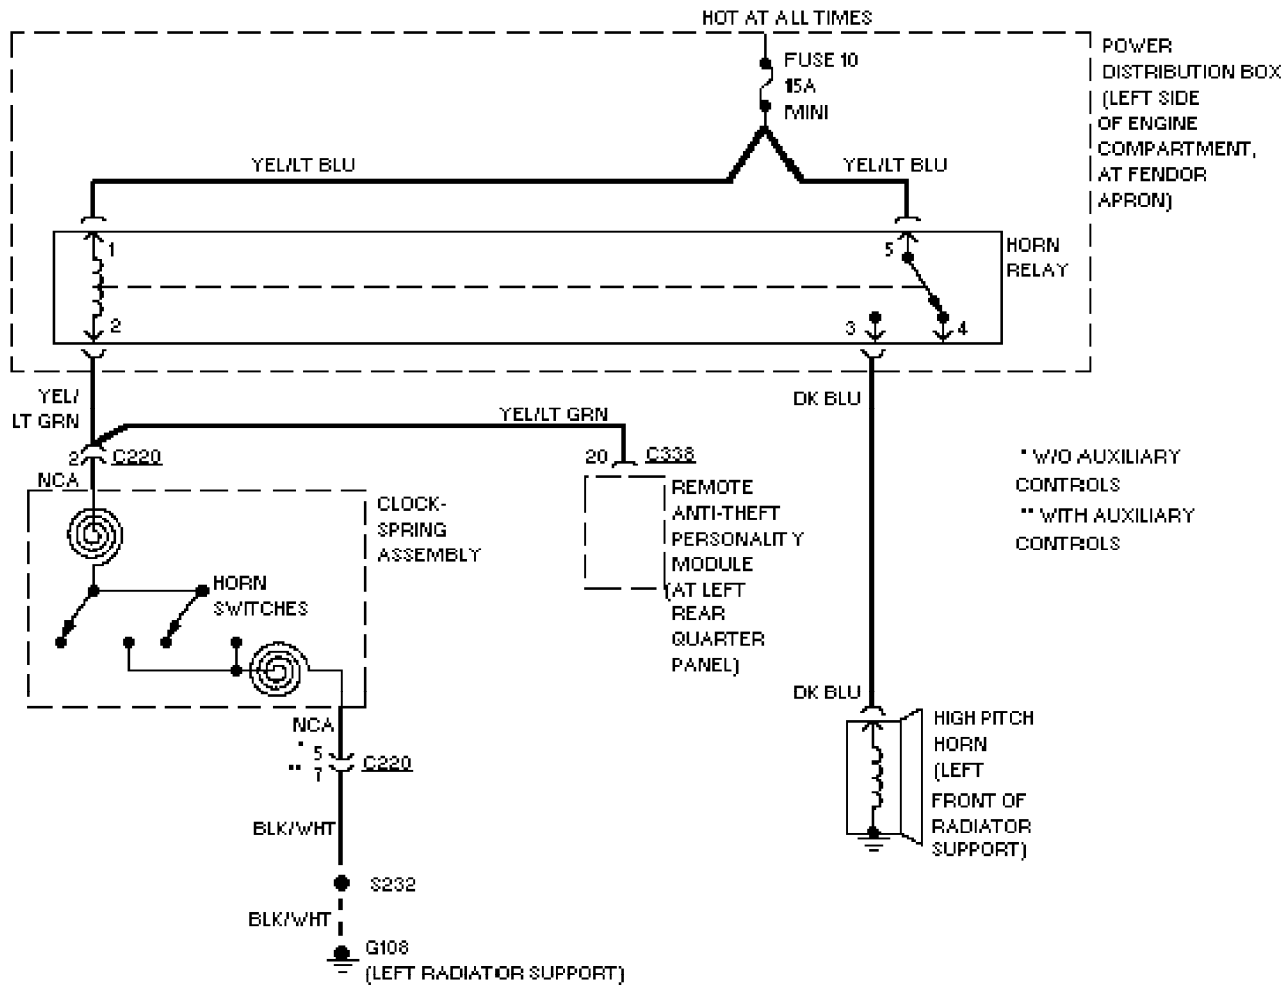 HOT AT ALL TIMES
FUSE 10
15A
MINI
POWER
DISTRIBUTION BOX
(LEFT SIDE
OF ENGINE
COMPARTMENT,
AT FENDOR
APRON)
YEL/LT BLU
YEL/LT BLU
1
5
HORN
RELAY
2
3
4
YEL/
LT GRN
YEL/LT GRN
DK BLU
2
C220
20
C338
NCA
* W/O AUXILIARY
CONTROLS
** WITH AUXILIARY
CONTROLS
CLOCK-
SPRING
ASSEMBLY
REMOTE
ANTI-THEFT
PERSONALITY
MODULE
(AT LEFT
REAR
QUARTER
PANEL)
HORN
SWITCHES
DK BLU
NCA
* 5
** 7
C220
HIGH PITCH
HORN
(LEFT
FRONT OF
RADIATOR
SUPPORT)
BLK/WHT
S232
BLK/WHT
G108
(LEFT RADIATOR SUPPORT)